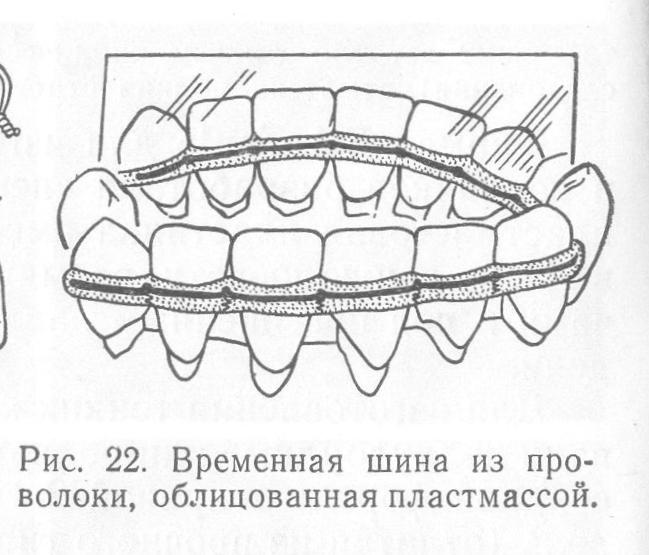 Рис. 22. Временная шина из про-
волоки, облицованная пластмассой.